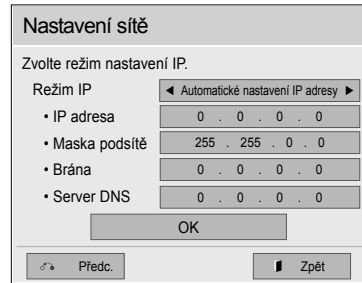 Nastavení sítě
Zvolte režim nastavení IP.
Režim IP ◀ Automatické nastavení IP adresy ▶
• IP adresa 0 . 0 . 0 . 0
• Maska podsítě 255 . 255 . 0 . 0
• Brána 0 . 0 . 0 . 0
• Server DNS 0 . 0 . 0 . 0
OK
Předc. Zpět